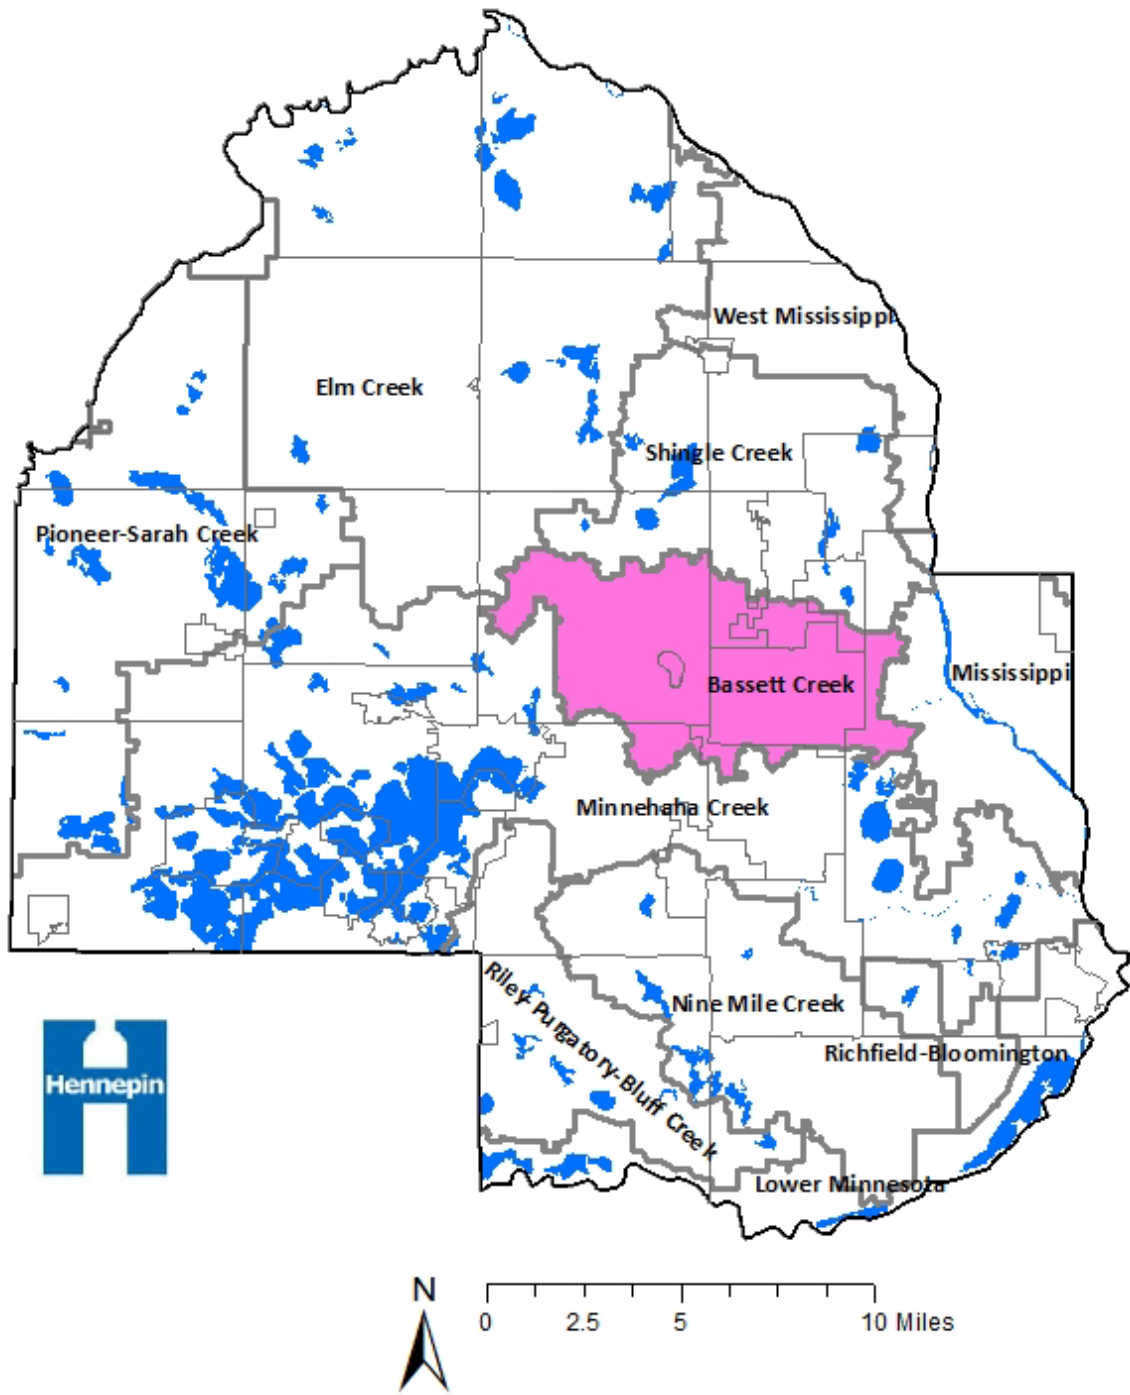 West Mississippi
Elm Creek
Shingle Creek
Pioneer-Sarah Creek
Mississippi
Bassett Creek
Minnehaha Creek
Riley-Purgatory-Bluff Creek
Nine Mile Creek
Richfield-Bloomington
Hennepin
Lower Minnesota
N
0 2.5 5 10 Miles